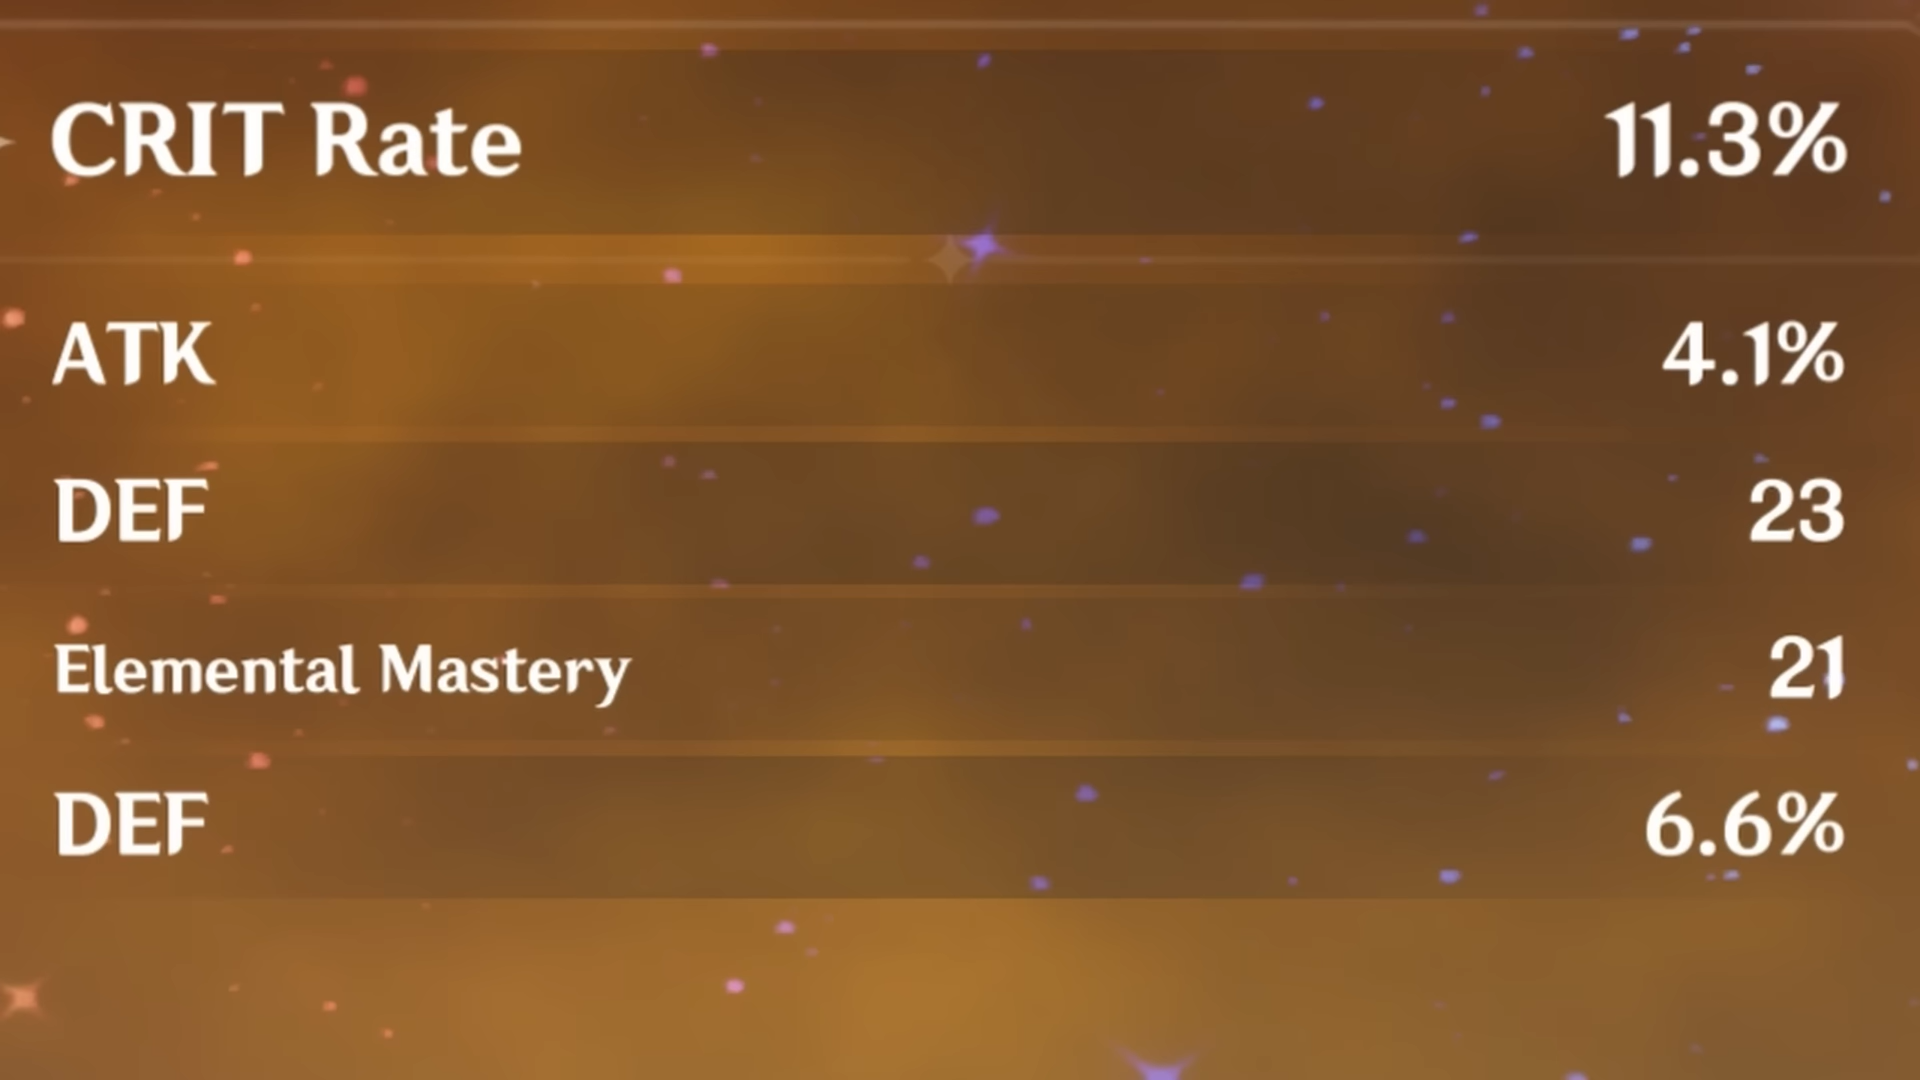 CRIT Rate 11.3%
ATK 4.1%
DEF 23
Elemental Mastery 21
DEF 6.6%